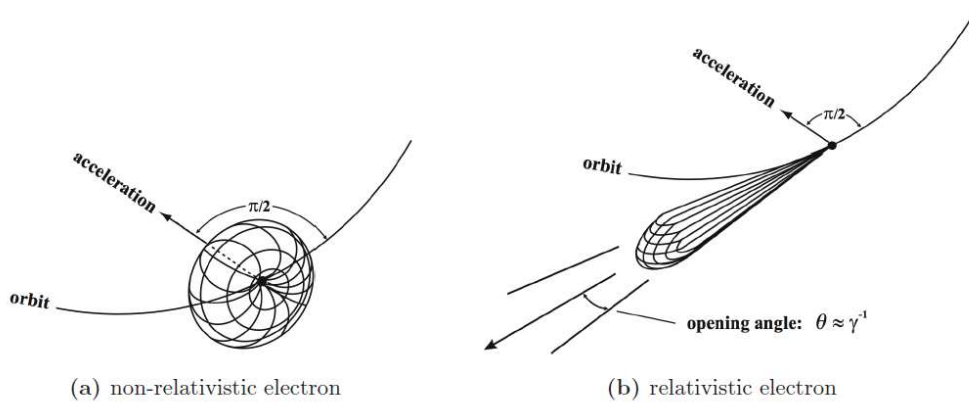 acceleration
π/2
orbit
(a) non-relativistic electron
acceleration
π/2
orbit
opening angle: θ ≈ γ⁻¹
(b) relativistic electron